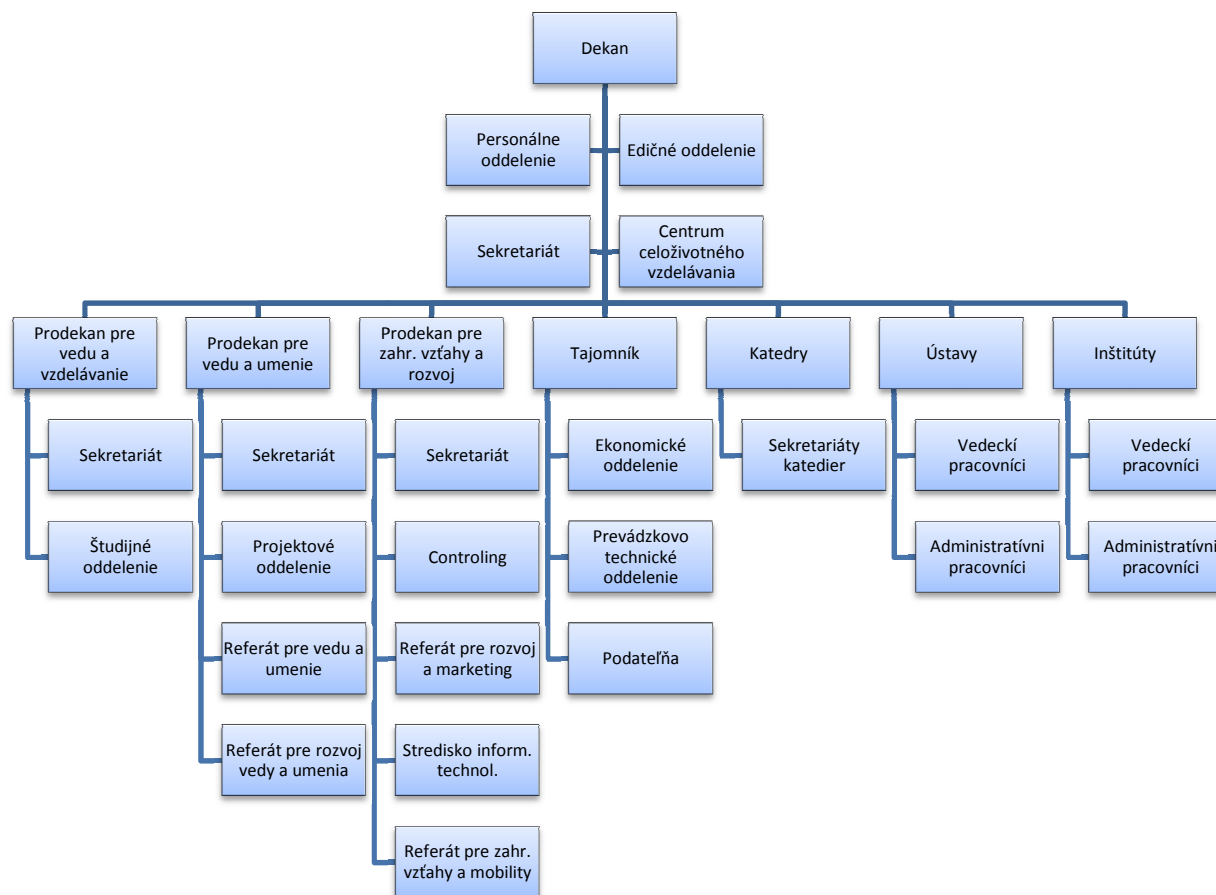 Dekan
Personálne
oddelenie
Edičné oddelenie
Sekretariát
Centrum
celoživotného
vzdelávania
Prodekan pre
vedu a
vzdelávanie
Prodekan pre
vedu a umenie
Prodekan pre
zahr. vzťahy a
rozvoj
Tajomník
Katedry
Ústavy
Inštitúty
Sekretariát
Sekretariát
Sekretariát
Ekonomické
oddelenie
Sekretariáty
katedier
Vedeckí
pracovníci
Vedeckí
pracovníci
Študijné
oddelenie
Projektové
oddelenie
Controling
Prevádzkovo
technické
oddelenie
Administratívni
pracovníci
Administratívni
pracovníci
Referát pre vedu a
umenie
Referát pre rozvoj
a marketing
Podateľňa
Referát pre rozvoj
vedy a umenia
Stredisko inform.
technol.
Referát pre zahr.
vzťahy a mobility